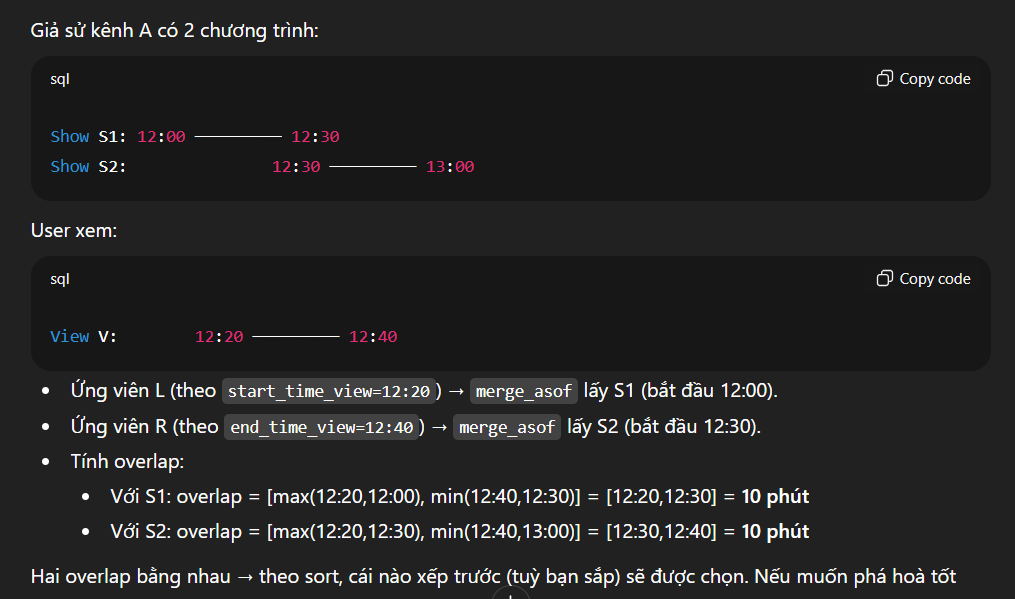 Giả sử kênh A có 2 chương trình:
sql
Copy code
Show S1: 12:00 ───────── 12:30
Show S2: 12:30 ───────── 13:00
User xem:
sql
Copy code
View V: 12:20 ───────── 12:40
• Ứng viên L (theo start_time_view=12:20) → merge_asof lấy S1 (bắt đầu 12:00).
• Ứng viên R (theo end_time_view=12:40) → merge_asof lấy S2 (bắt đầu 12:30).
• Tính overlap:
• Với S1: overlap = [max(12:20,12:00), min(12:40,12:30)] = [12:20,12:30] = 10 phút
• Với S2: overlap = [max(12:20,12:30), min(12:40,13:00)] = [12:30,12:40] = 10 phút
Hai overlap bằng nhau → theo sort, cái nào xếp trước (tuỳ bạn sắp) sẽ được chọn. Nếu muốn phá hoà tốt